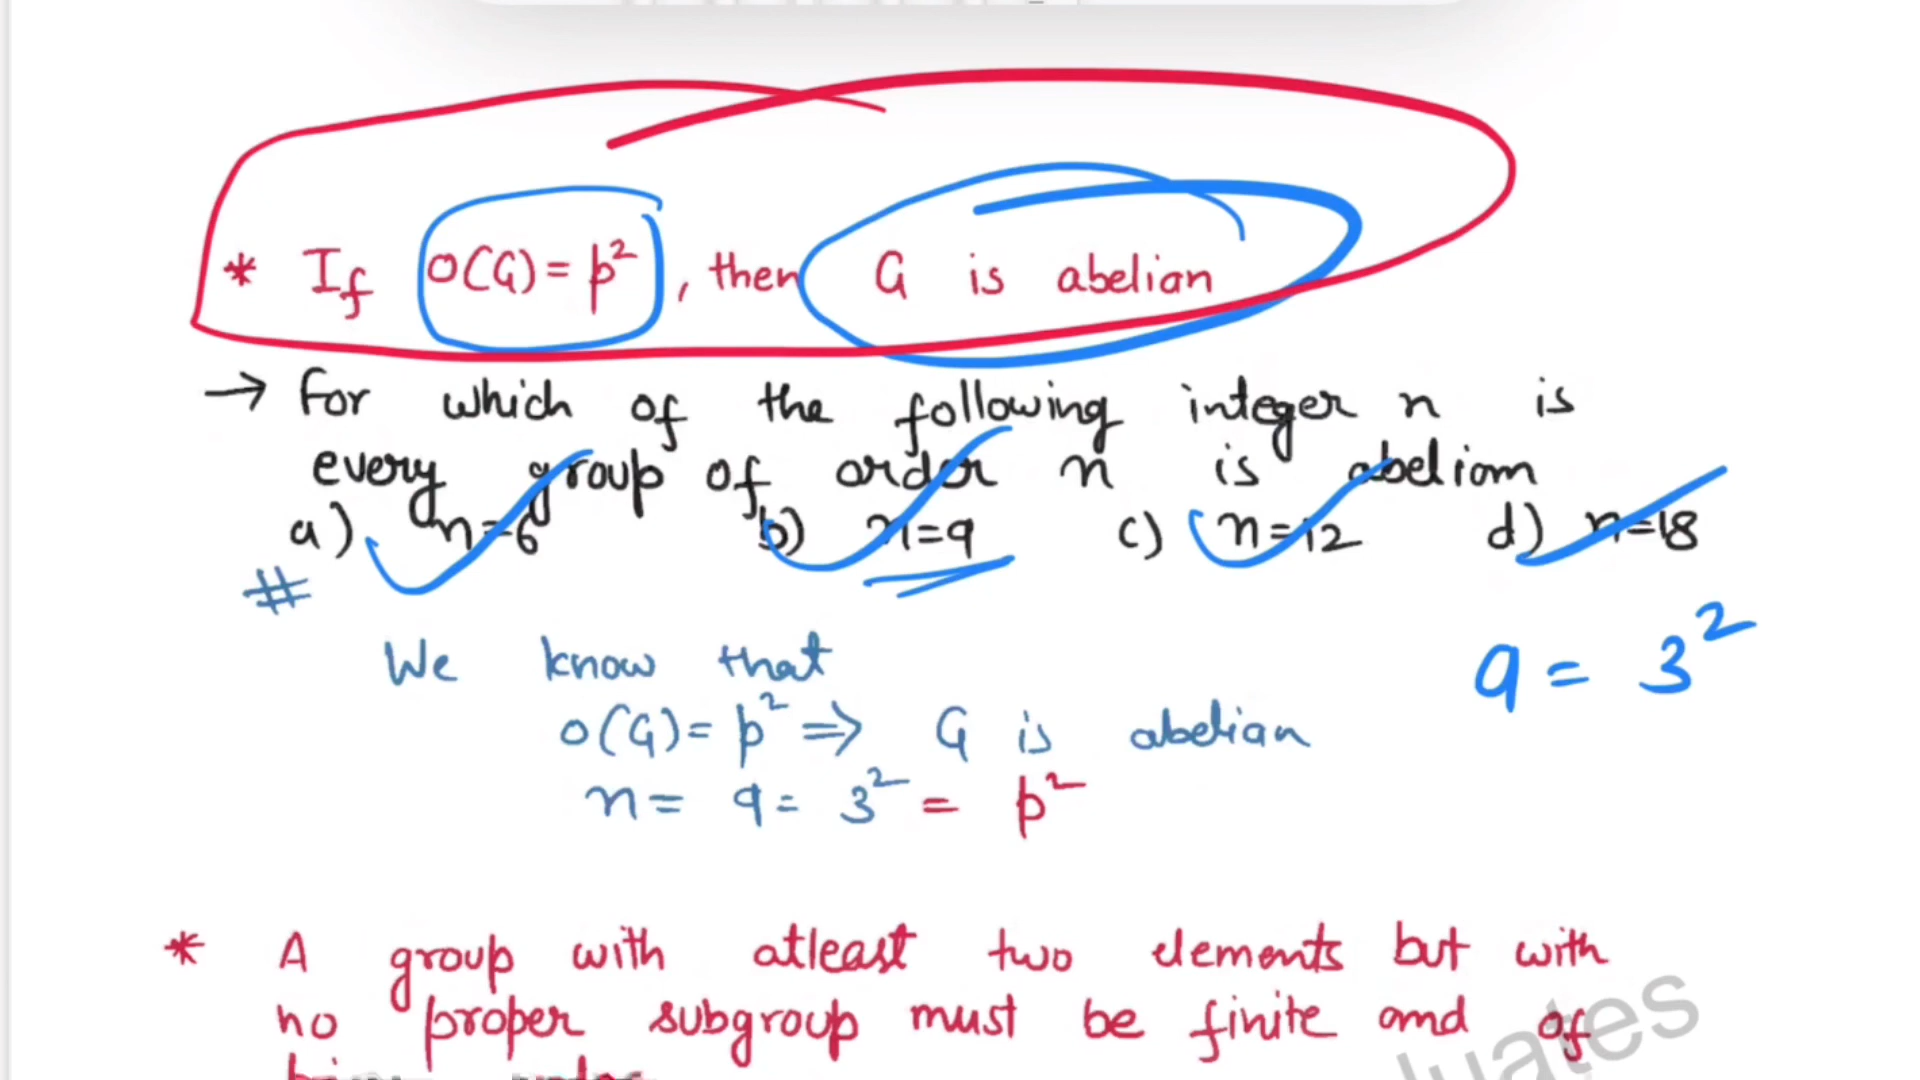 * If O(G) = p², then G is abelian
→ For which of the following integer n is
every group of order n is abeliam
a) n=6 b) n=9 c) n=12 d) n=18
#
9 = 3²
We know that
O(G) = p² ⇒ G is abelian
n = 9 = 3² = p²
* A group with atleast two elements but with
no proper subgroup must be finite and of
uates